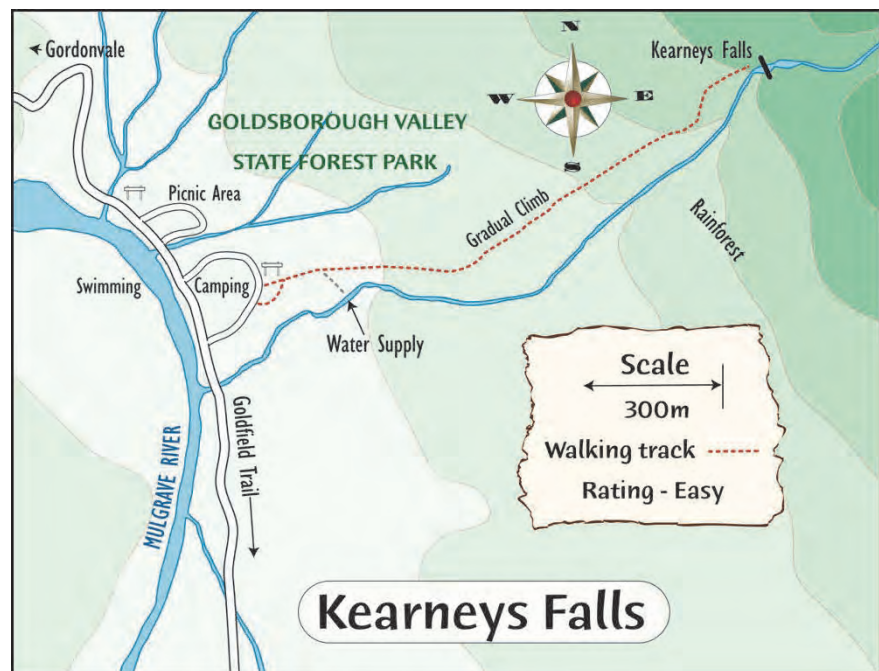 Gordonvale
N
W
E
S
Kearneys Falls
GOLDSBOROUGH VALLEY
STATE FOREST PARK
Picnic Area
Gradual Climb
Rainforest
Swimming
Camping
Water Supply
Goldfield Trail
MULGRAVE RIVER
Scale
300m
Walking track
Rating - Easy
Kearneys Falls